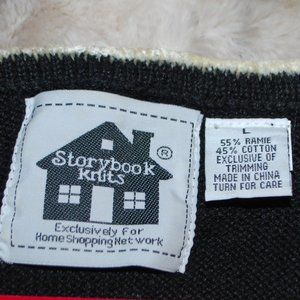 Storybook
Knits
®
Exclusively for
Home Shopping Network
L
55% RAMIE
45% COTTON
EXCLUSIVE OF
TRIMMING
MADE IN CHINA
TURN FOR CARE